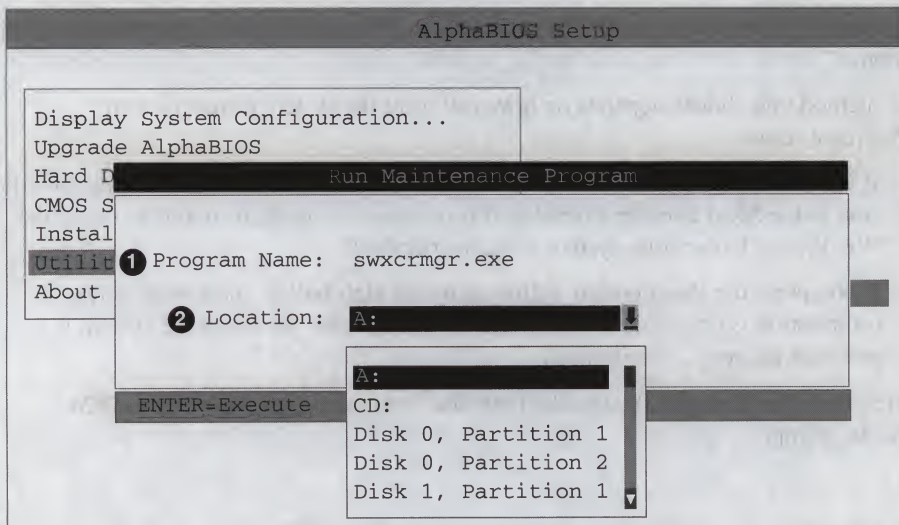 AlphaBIOS Setup
Display System Configuration...
Upgrade AlphaBIOS
Hard D
CMOS S
Instal
Utilit
About
Run Maintenance Program
1 Program Name: swxcrmgr.exe
2 Location: A:
A:
CD:
Disk 0, Partition 1
Disk 0, Partition 2
Disk 1, Partition 1
ENTER=Execute